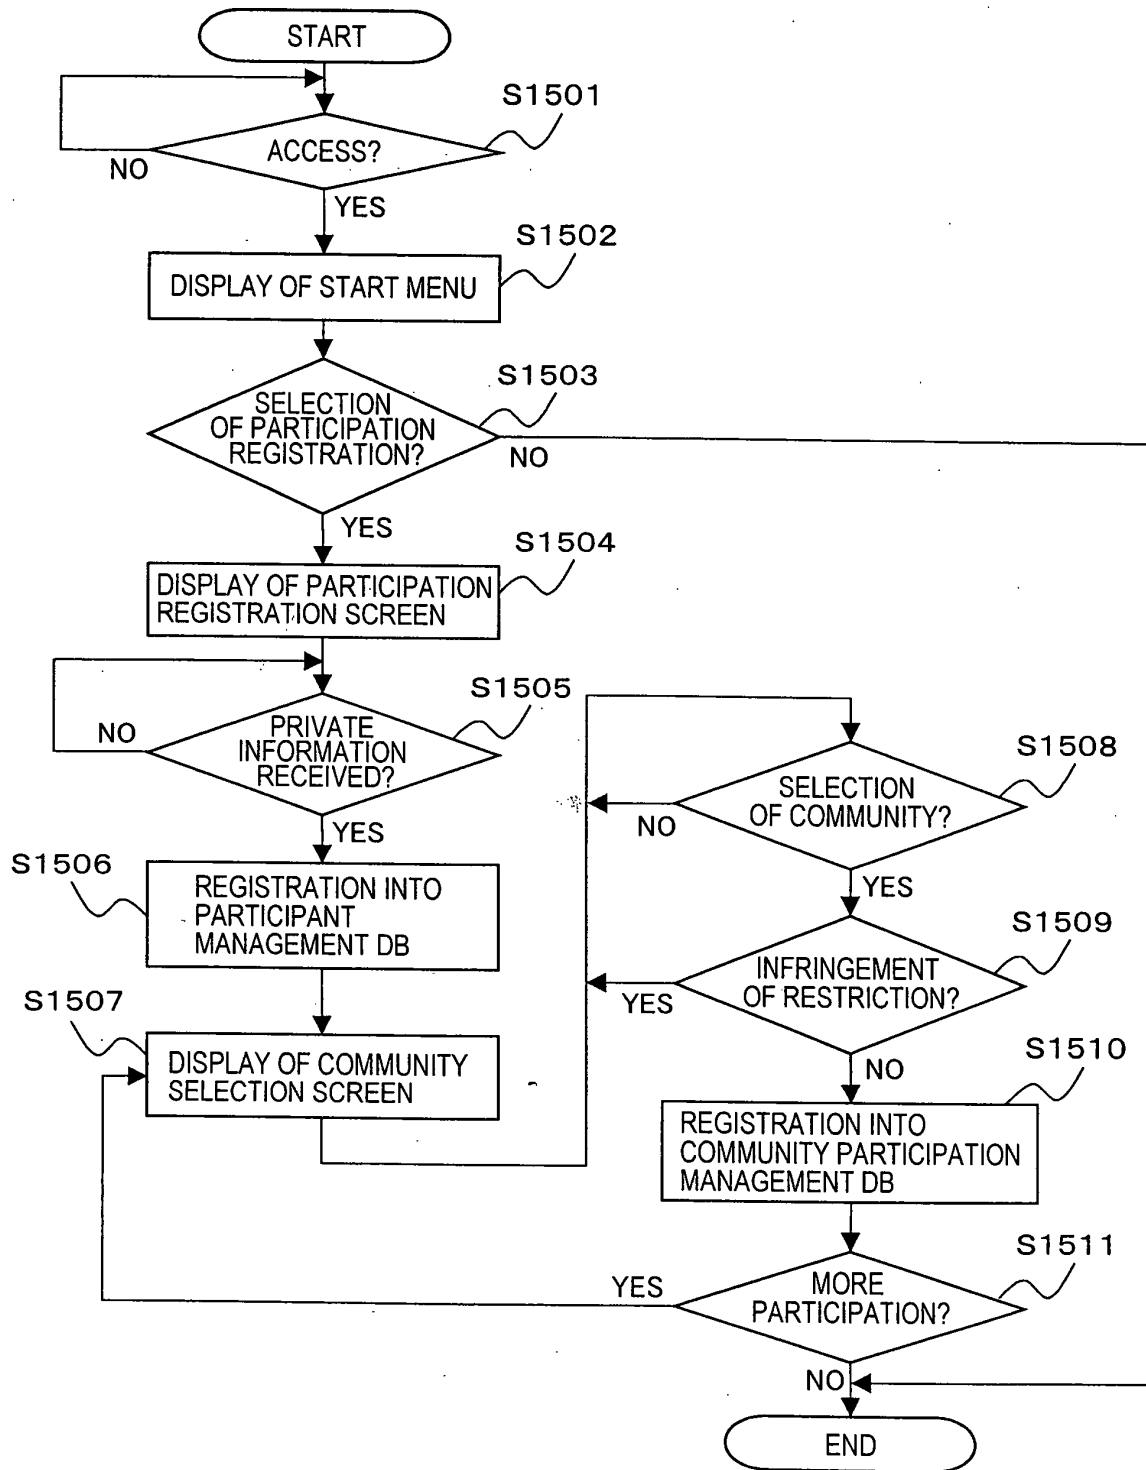 START
S1501
ACCESS?
NO
YES
S1502
DISPLAY OF START MENU
S1503
SELECTION
OF PARTICIPATION
REGISTRATION?
NO
YES
S1504
DISPLAY OF PARTICIPATION
REGISTRATION SCREEN
S1505
PRIVATE
INFORMATION
RECEIVED?
NO
YES
S1506
REGISTRATION INTO
PARTICIPANT
MANAGEMENT DB
S1507
DISPLAY OF COMMUNITY
SELECTION SCREEN
S1508
SELECTION
OF COMMUNITY?
NO
YES
S1509
INFRINGEMENT
OF RESTRICTION?
YES
NO
S1510
REGISTRATION INTO
COMMUNITY PARTICIPATION
MANAGEMENT DB
S1511
MORE
PARTICIPATION?
YES
NO
END